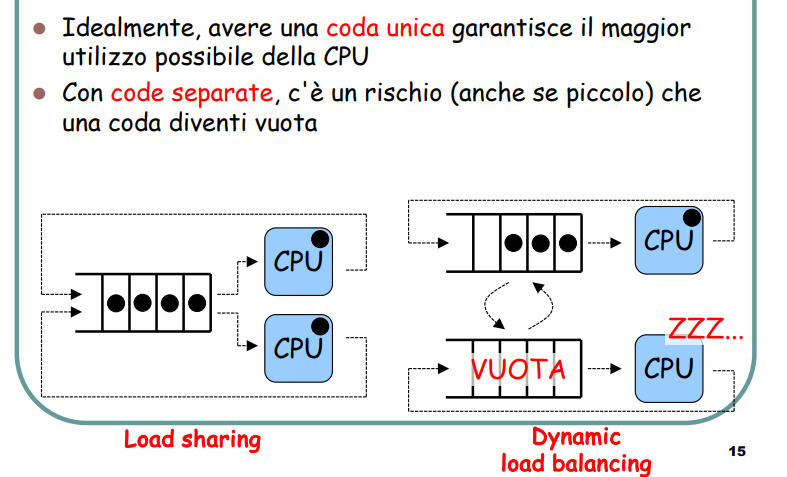 Idealmente, avere una coda unica garantisce il maggior
utilizzo possibile della CPU
Con code separate, c'è un rischio (anche se piccolo) che
una coda diventi vuota
CPU
CPU
Load sharing
CPU
ZZZ...
VUOTA
CPU
Dynamic
load balancing
15